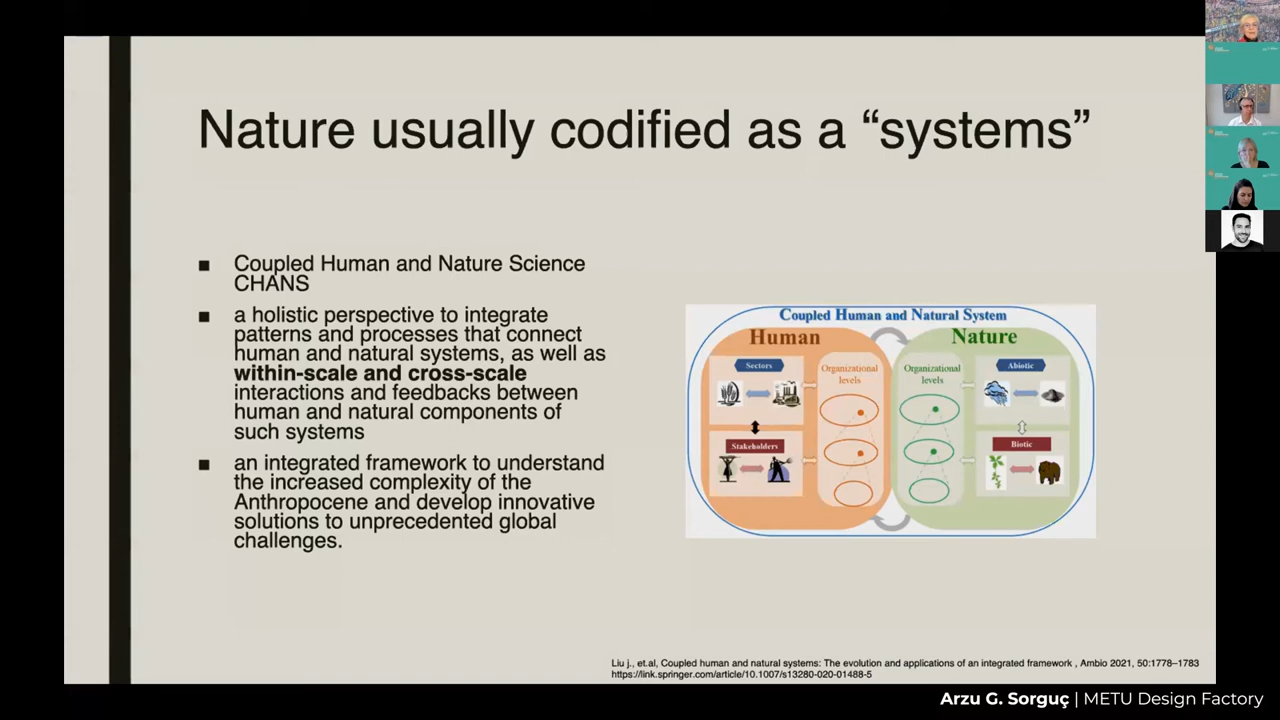 Nature usually codified as a “systems”
■ Coupled Human and Nature Science
CHANS
■ a holistic perspective to integrate
patterns and processes that connect
human and natural systems, as well as
within-scale and cross-scale
interactions and feedbacks between
human and natural components of
such systems
■ an integrated framework to understand
the increased complexity of the
Anthropocene and develop innovative
solutions to unprecedented global
challenges.
Coupled Human and Natural System
Human
Nature
Sectors
Organizational
levels
Organizational
levels
Abiotic
Stakeholders
Biotic
Liu j., et.al, Coupled human and natural systems: The evolution and applications of an integrated framework , Ambio 2021, 50:1778–1783
https://link.springer.com/article/10.1007/s13280-020-01488-5
Arzu G. Sorguç | METU Design Factory